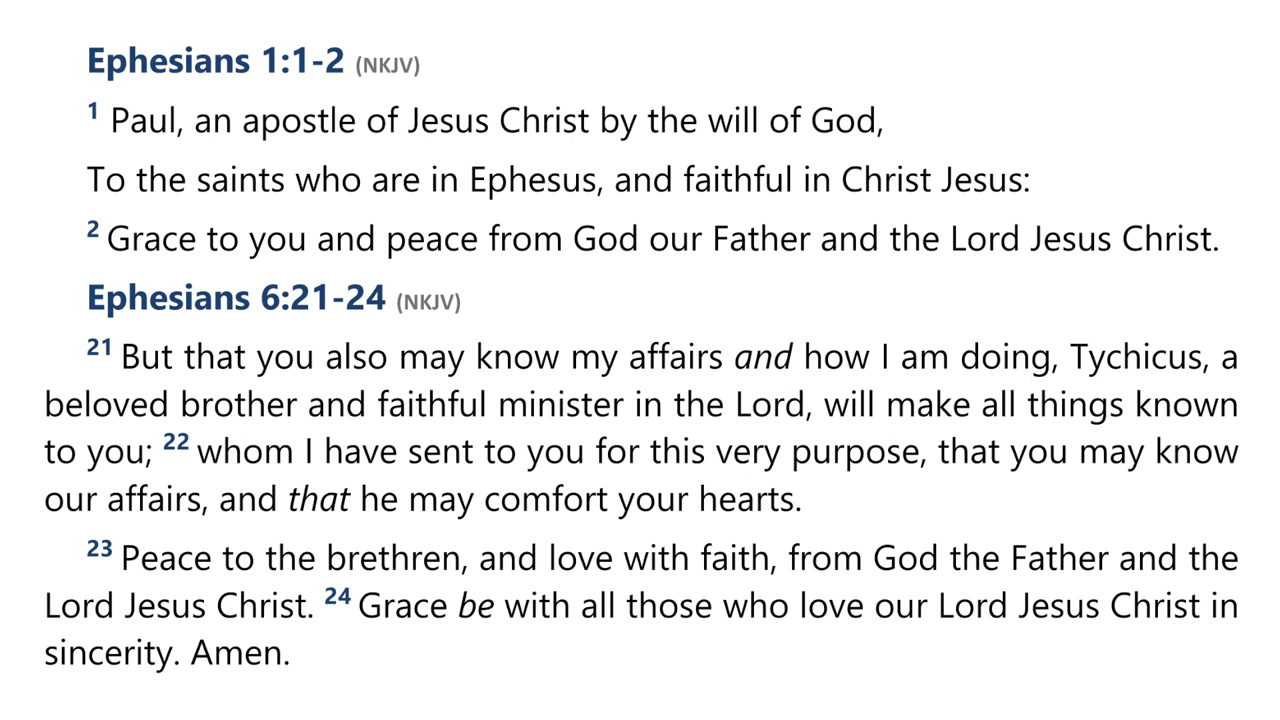 Ephesians 1:1-2 (NKJV)
1 Paul, an apostle of Jesus Christ by the will of God,
To the saints who are in Ephesus, and faithful in Christ Jesus:
2 Grace to you and peace from God our Father and the Lord Jesus Christ.
Ephesians 6:21-24 (NKJV)
21 But that you also may know my affairs and how I am doing, Tychicus, a
beloved brother and faithful minister in the Lord, will make all things known
to you; 22 whom I have sent to you for this very purpose, that you may know
our affairs, and that he may comfort your hearts.
23 Peace to the brethren, and love with faith, from God the Father and the
Lord Jesus Christ. 24 Grace be with all those who love our Lord Jesus Christ in
sincerity. Amen.